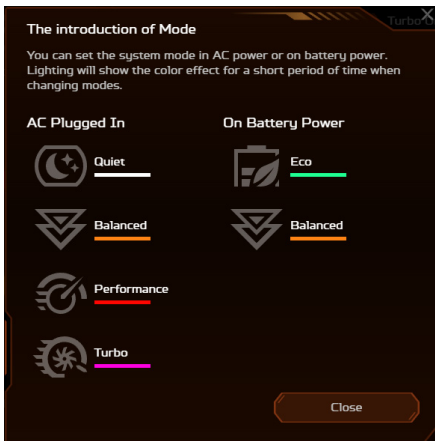 The introduction of Mode
Turbo
You can set the system mode in AC power or on battery power.
Lighting will show the color effect for a short period of time when
changing modes.
AC Plugged In
On Battery Power
Quiet
Eco
Balanced
Balanced
Performance
Turbo
Close